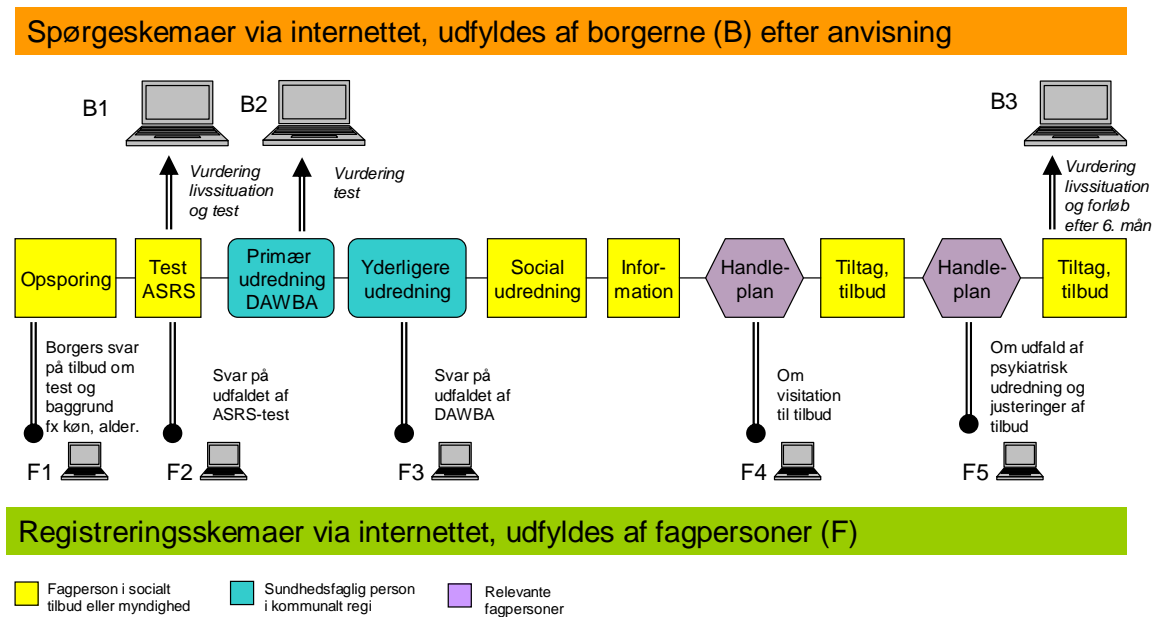 Spørgeskemaer via internettet, udfyldes af borgerne (B) efter anvisning
B1
B2
B3
Vurdering
livssituation
og test
Vurdering
test
Vurdering
livssituation
og forløb
efter 6. mån
Opsporing
Test
ASRS
Primær
udredning
DAWBA
Yderligere
udredning
Social
udredning
Infor-
mation
Handle-
plan
Tiltag,
tilbud
Handle-
plan
Tiltag,
tilbud
Borgers svar
på tilbud om
test og
baggrund
fx køn, alder.
Svar på
udfaldet af
ASRS-test
Svar på
udfaldet af
DAWBA
Om
visitation
til tilbud
Om udfald af
psykiatrisk
udredning og
justeringer af
tilbud
F1
F2
F3
F4
F5
Registreringsskemaer via internettet, udfyldes af fagpersoner (F)
Fagperson i socialt
tilbud eller myndighed
Sundhedsfaglig person
i kommunalt regi
Relevante
fagpersoner